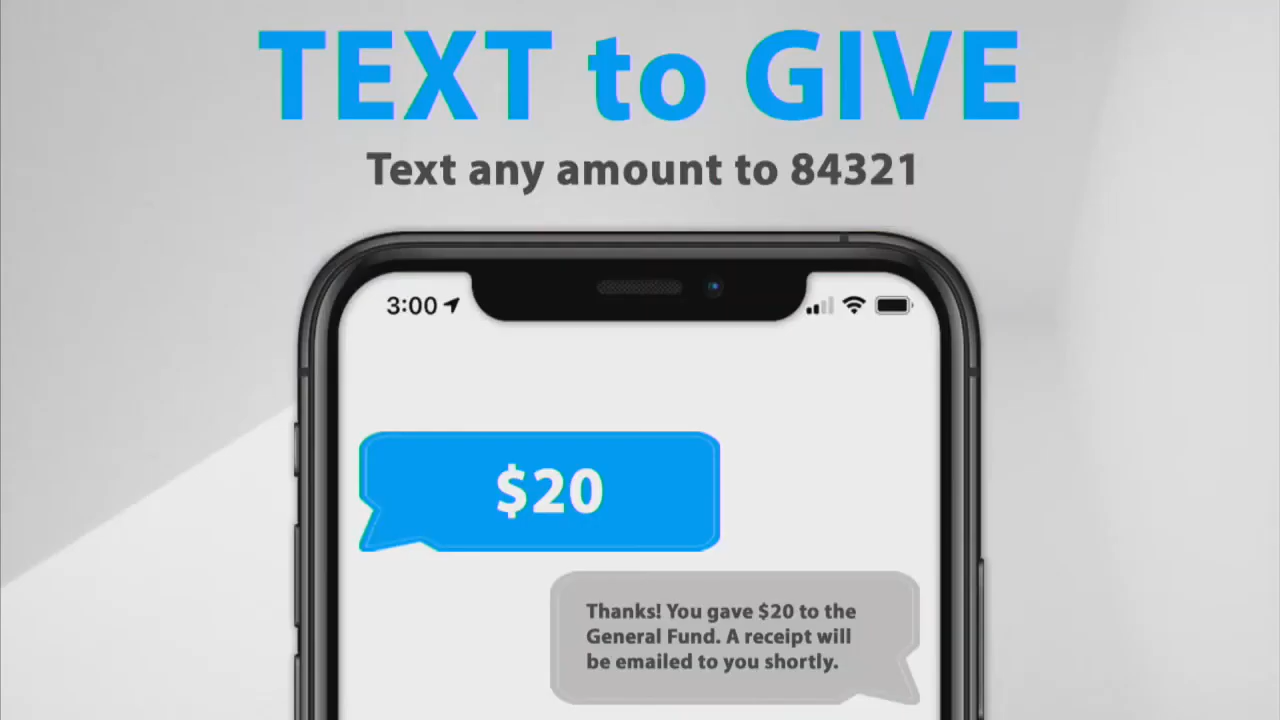 TEXT to GIVE
Text any amount to 84321
3:00
$20
Thanks! You gave $20 to the
General Fund. A receipt will
be emailed to you shortly.